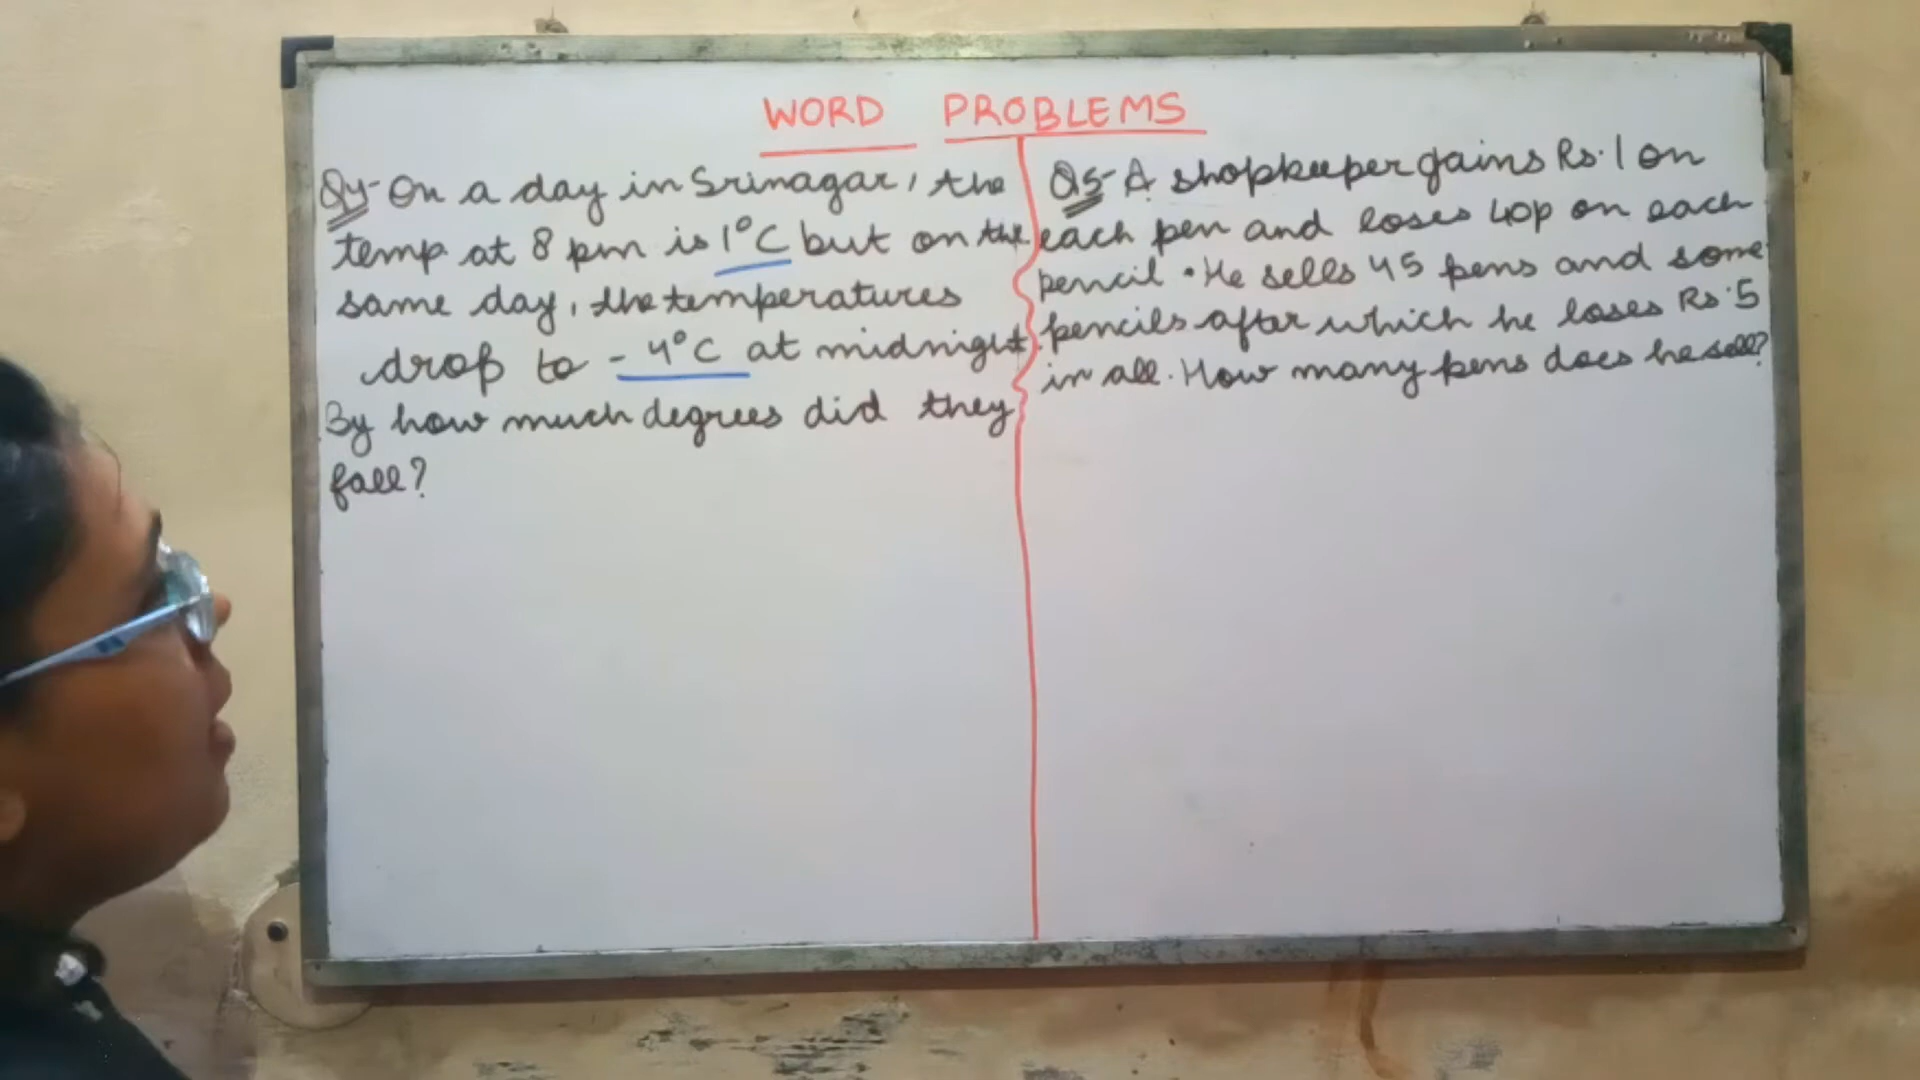 WORD PROBLEMS
Q4- On a day in Srinagar, the
temp. at 8 pm is 1°C but on the
same day, the temperatures
drop to - 4°C at midnight.
By how much degrees did they
fall?
Q5- A shopkeeper gains Rs. 1 on
each pen and loses 40p on each
pencil. He sells 45 pens and some
pencils after which he loses Rs. 5
in all. How many pens does he sell?